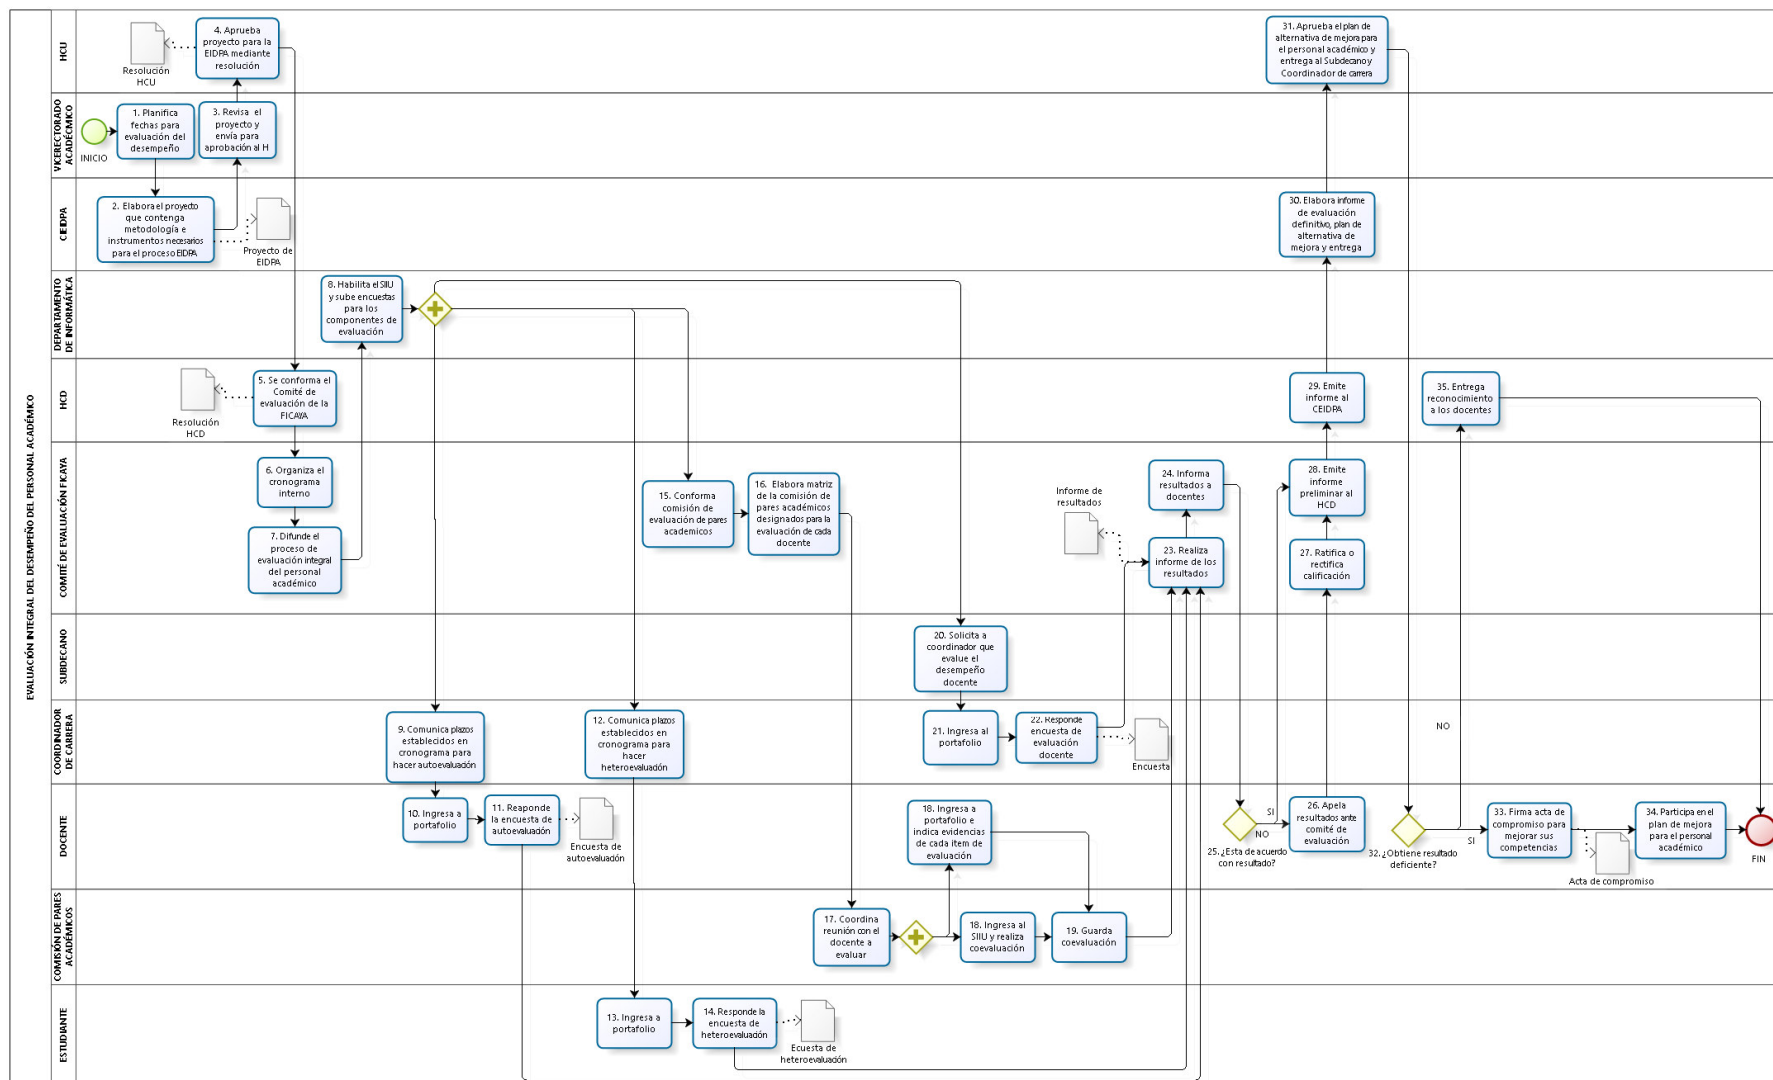 EVALUACIÓN INTEGRAL DEL DESEMPEÑO DEL PERSONAL ACADÉMICO
HCU
4. Aprueba
proyecto para la
EIDPA mediante
resolución
Resolución
HCU
31. Aprueba el plan de
alternativa de mejora para
el personal académico y
entrega al Subdecano y
Coordinador de carrera
VICERECTORADO
ACADÉCMICO
INICIO
1. Planifica
fechas para
evaluación del
desempeño
3. Revisa el
proyecto y
envía para
aprobación al H
CIEIDPA
2. Elabora el proyecto
que contenga
metodología e
instrumentos necesarios
para el proceso EIDPA
Proyecto de
EIDPA
30. Elabora informe
de evaluación
definitivo, plan de
alternativa de
mejora y entrega
DEPARTAMENTO
DE INFORMÁTICA
8. Habilita el SIIU
y sube encuestas
para los
componentes de
evaluación
HCD
5. Se conforma el
Comité de
evaluación de la
FICAYA
Resolución
HCD
29. Emite
informe al
CEIDPA
35. Entrega
reconocimiento
a los docentes
COMITÉ DE EVALUACIÓN FICAYA
6. Organiza el
cronograma
interno
7. Difunde el
proceso de
evaluación integral
del personal
académico
15. Conforma
comisión de
evaluación de pares
academicos
16. Elabora matriz
de la comisión de
pares académicos
designados para la
evaluación de cada
docente
Informe de
resultados
24. Informa
resultados a
docentes
23. Realiza
informe de los
resultados
28. Emite
informe
preliminar al
HCD
27. Ratifica o
rectifica
calificación
SUBDECANO
20. Solicita a
coordinador que
evalue el
desempeño
docente
COORDINADOR
DE CARRERA
9. Comunica plazos
establecidos en
cronograma para
hacer autoevaluación
12. Comunica plazos
establecidos en
cronograma para
hacer
heteroevaluación
21. Ingresa al
portafolio
22. Responde
encuesta de
evaluación
docente
Encuesta
NO
DOCENTE
10. Ingresa a
portafolio
11. Reaponde
la encuesta de
autoevaluación
Encuesta de
autoevaluación
18. Ingresa a
portafolio e
indica evidencias
de cada item de
evaluación
SI
NO
25. ¿Esta de acuerdo
con resultado?
26. Apela
resultados ante
comité de
evaluación
32. ¿Obtiene resultado
deficiente?
SI
33. Firma acta de
compromiso para
mejorar sus
competencias
Acta de compromiso
34. Participa en el
plan de mejora
para el personal
académico
FIN
COMISIÓN DE PARES
ACADÉMICOS
17. Coordina
reunión con el
docente a
evaluar
18. Ingresa al
SIIU y realiza
coevaluación
19. Guarda
coevaluación
ESTUDIANTE
13. Ingresa a
portafolio
14. Responde la
encuesta de
heteroevaluación
Ecuesta de
heteroevaluación